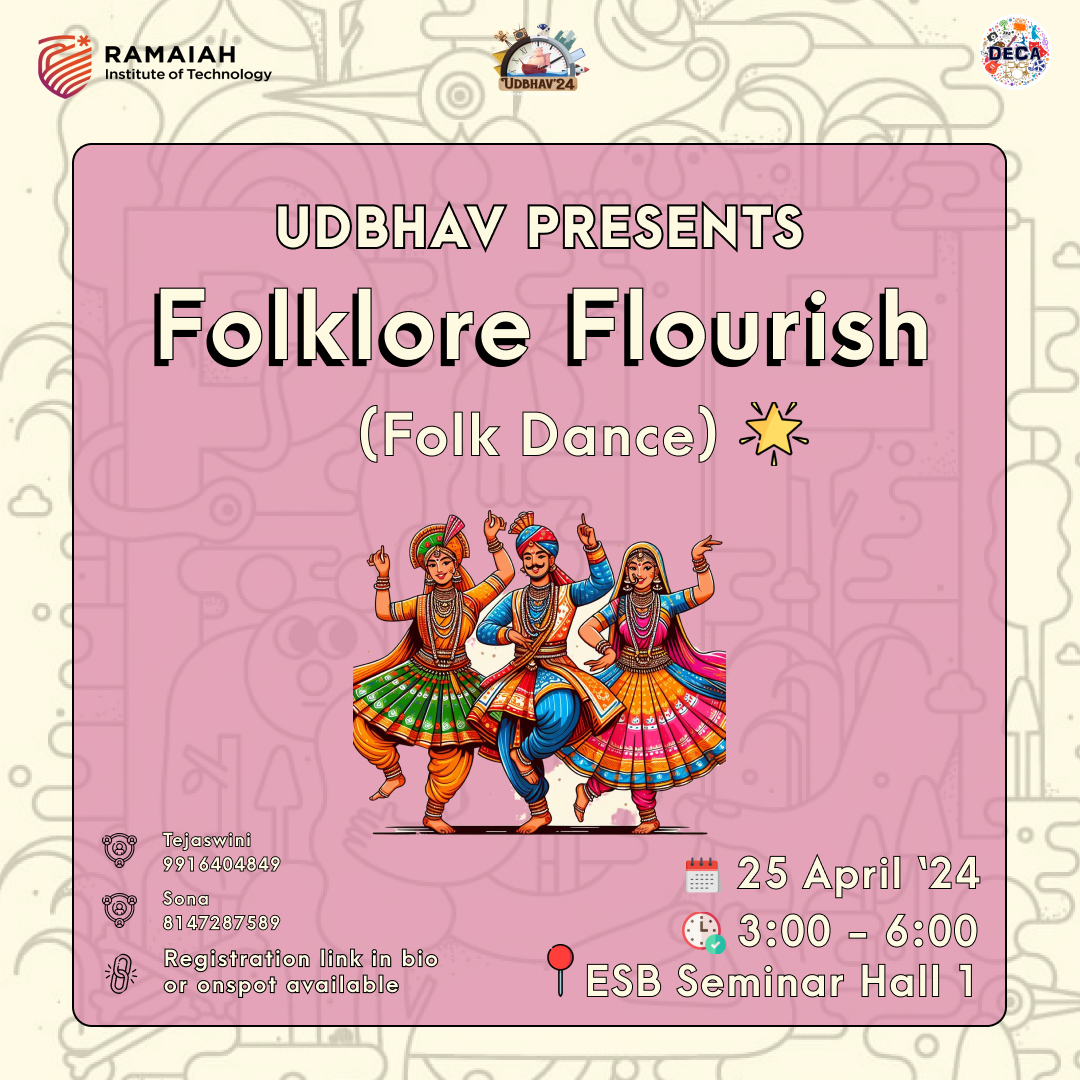 RAMAIAH
Institute of Technology
UDBHAV'24
DECA
UDBHAV PRESENTS
Folklore Flourish
(Folk Dance)
Tejaswini
9916404849
Sona
8147287589
Registration link in bio
or onspot available
25 April ‘24
3:00 – 6:00
ESB Seminar Hall 1